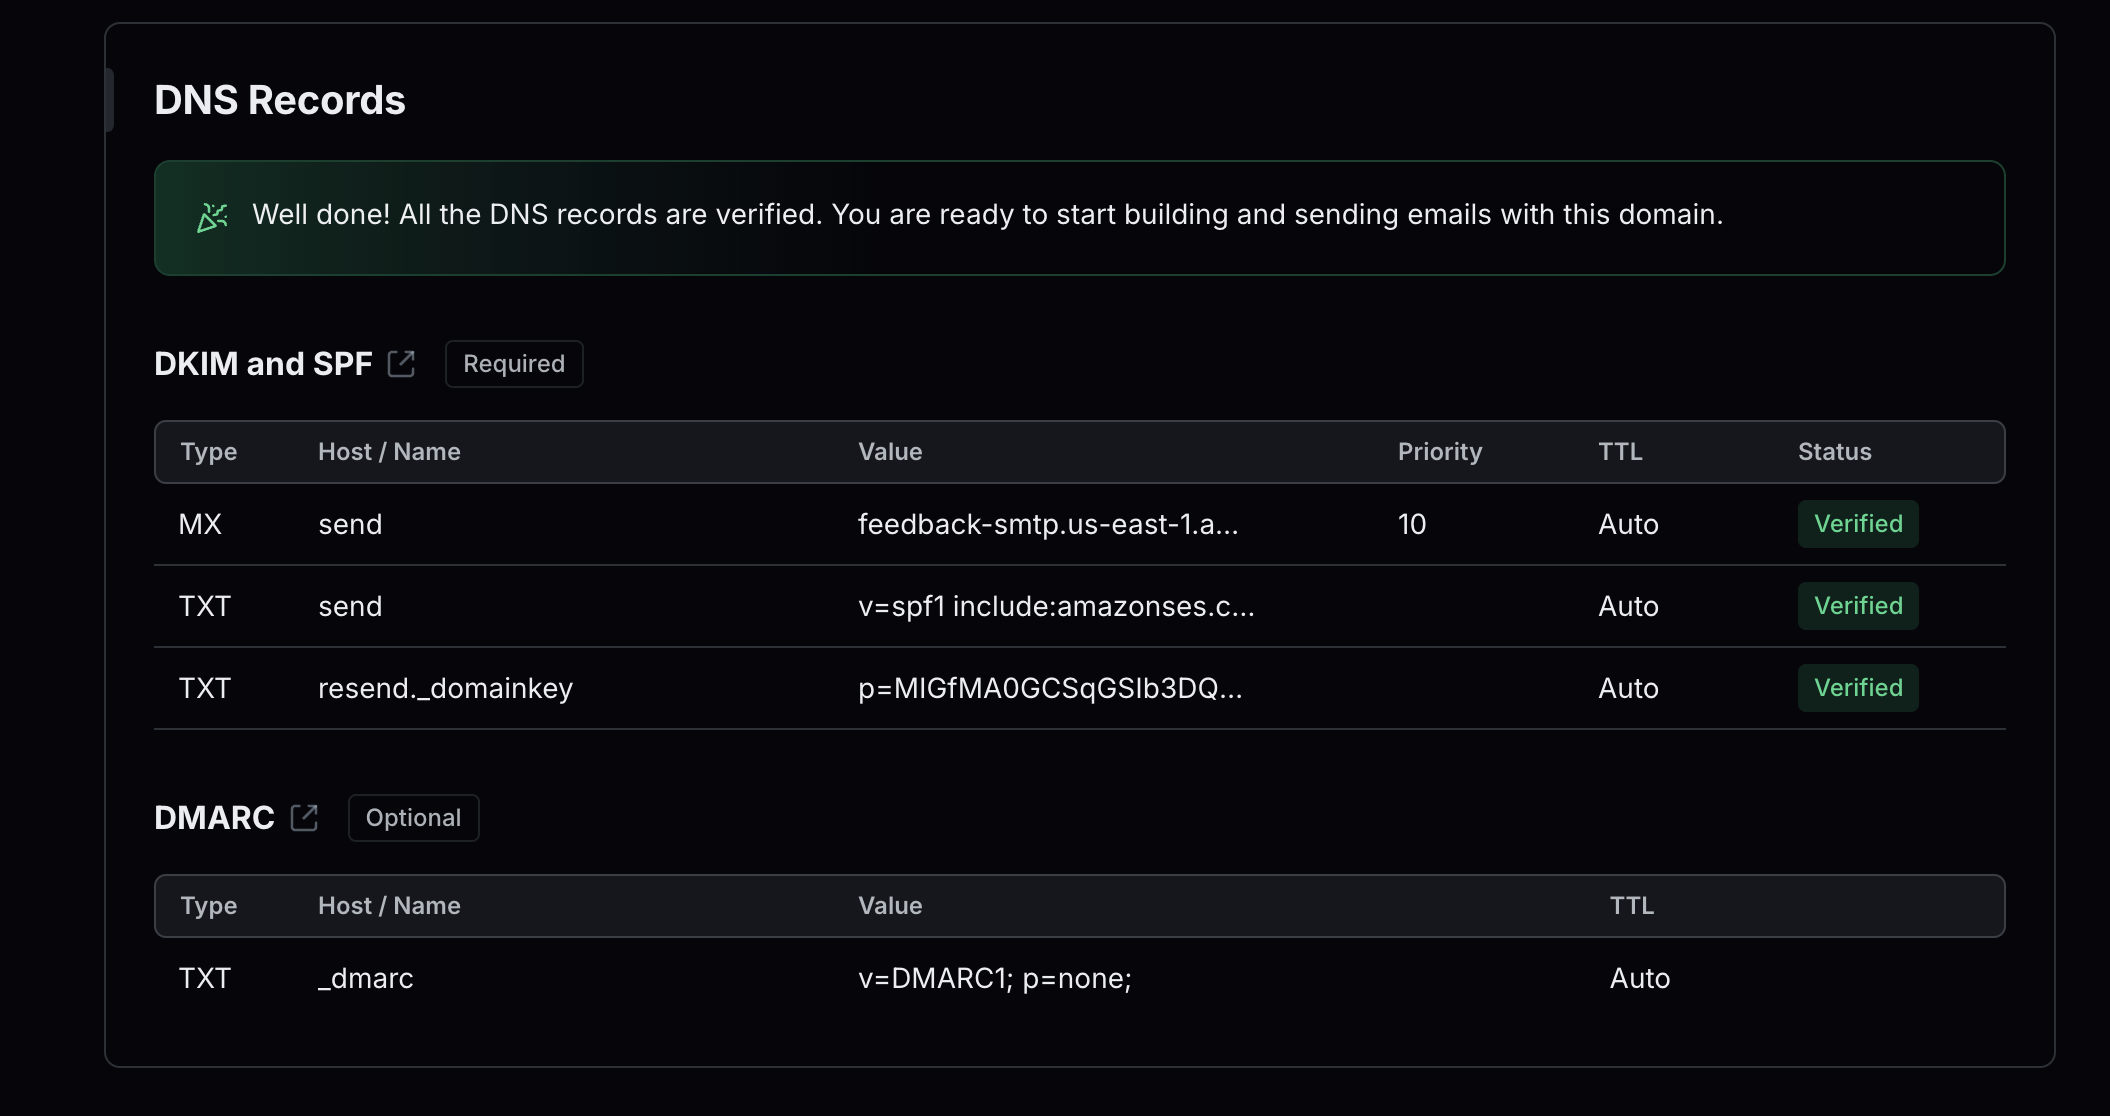 DNS Records
Well done! All the DNS records are verified. You are ready to start building and sending emails with this domain.
DKIM and SPF Required
Type Host / Name Value Priority TTL Status
MX send feedback-smtp.us-east-1.a... 10 Auto Verified
TXT send v=spf1 include:amazonses.c... Auto Verified
TXT resend._domainkey p=MIGfMA0GCSqGSIb3DQ... Auto Verified
DMARC Optional
Type Host / Name Value TTL
TXT _dmarc v=DMARC1; p=none; Auto